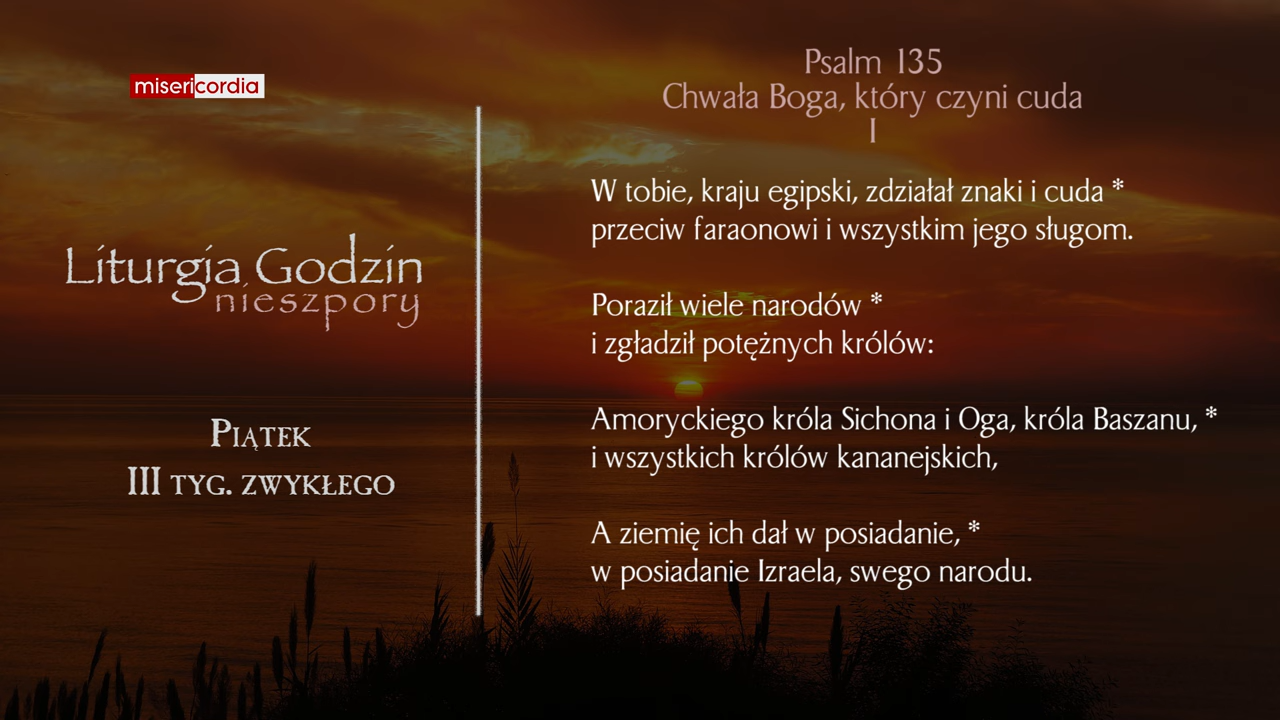 misericordia
Liturgia Godzin
nieszpory
Piątek
III tyg. zwykłego
Psalm 135
Chwała Boga, który czyni cuda
I
W tobie, kraju egipski, zdziałał znaki i cuda *
przeciw faraonowi i wszystkim jego sługom.
Poraził wiele narodów *
i zgładził potężnych królów:
Amoryckiego króla Sichona i Oga, króla Baszanu, *
i wszystkich królów kananejskich,
A ziemię ich dał w posiadanie, *
w posiadanie Izraela, swego narodu.